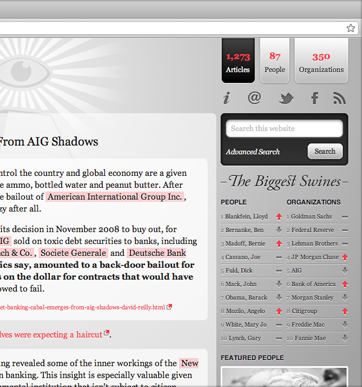 1,273
Articles
87
People
350
Organizations
Search this website
Advanced Search
Search
The Biggest Swines
From AIG Shadows
ntrol the country and global economy are a given
e ammo, bottled water and peanut butter. After
e bailout of American International Group Inc. ,
y after all.
its decision in November 2008 to buy out, for
IG sold on toxic debt securities to banks, including
ch & Co. , Societe Generale and Deutsche Bank
ics say, amounted to a back-door bailout for
s on the dollar for contracts that would have
owed to fail.
et-banking-cabal-emerges-from-aig-shadows-david-reilly.html
lves were expecting a haircut .
ng revealed some of the inner workings of the New
n banking. This insight is especially valuable given
PEOPLE
1 Blankfein, Lloyd
2 Bernanke, Ben
3 Madoff, Bernie
4 Cassano, Joe
5 Fuld, Dick
6 Mack, John
7 Obama, Barack
8 Mozilo, Angelo
9 White, Mary Jo
10 Lynch, Gary
ORGANIZATIONS
1 Goldman Sachs
2 Federal Reserve
3 Lehman Brothers
4 JP Morgan Chase
5 AIG
6 Bank of America
7 Morgan Stanley
8 Citigroup
9 Freddie Mac
10 Fannie Mae
FEATURED PEOPLE